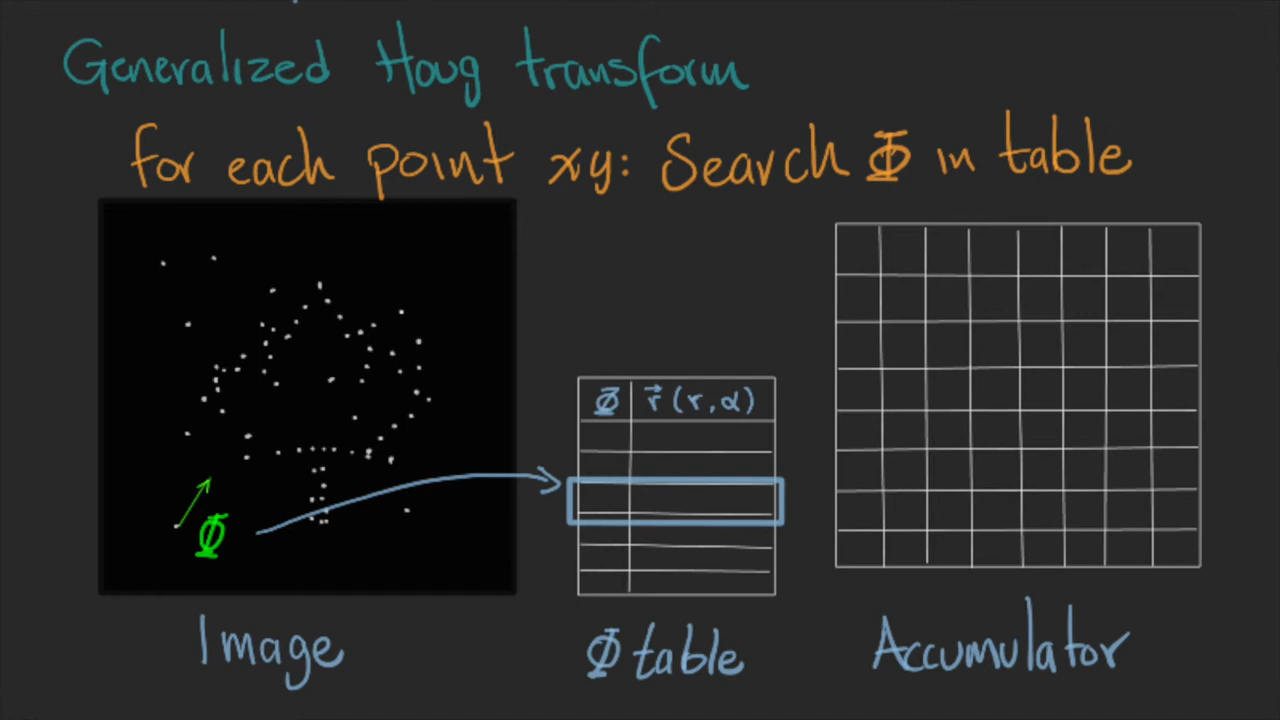 Generalized Houg transform
for each point xy: Search Φ in table
Φ r⃗ (r, α)
Φ
Image
Φ table
Accumulator